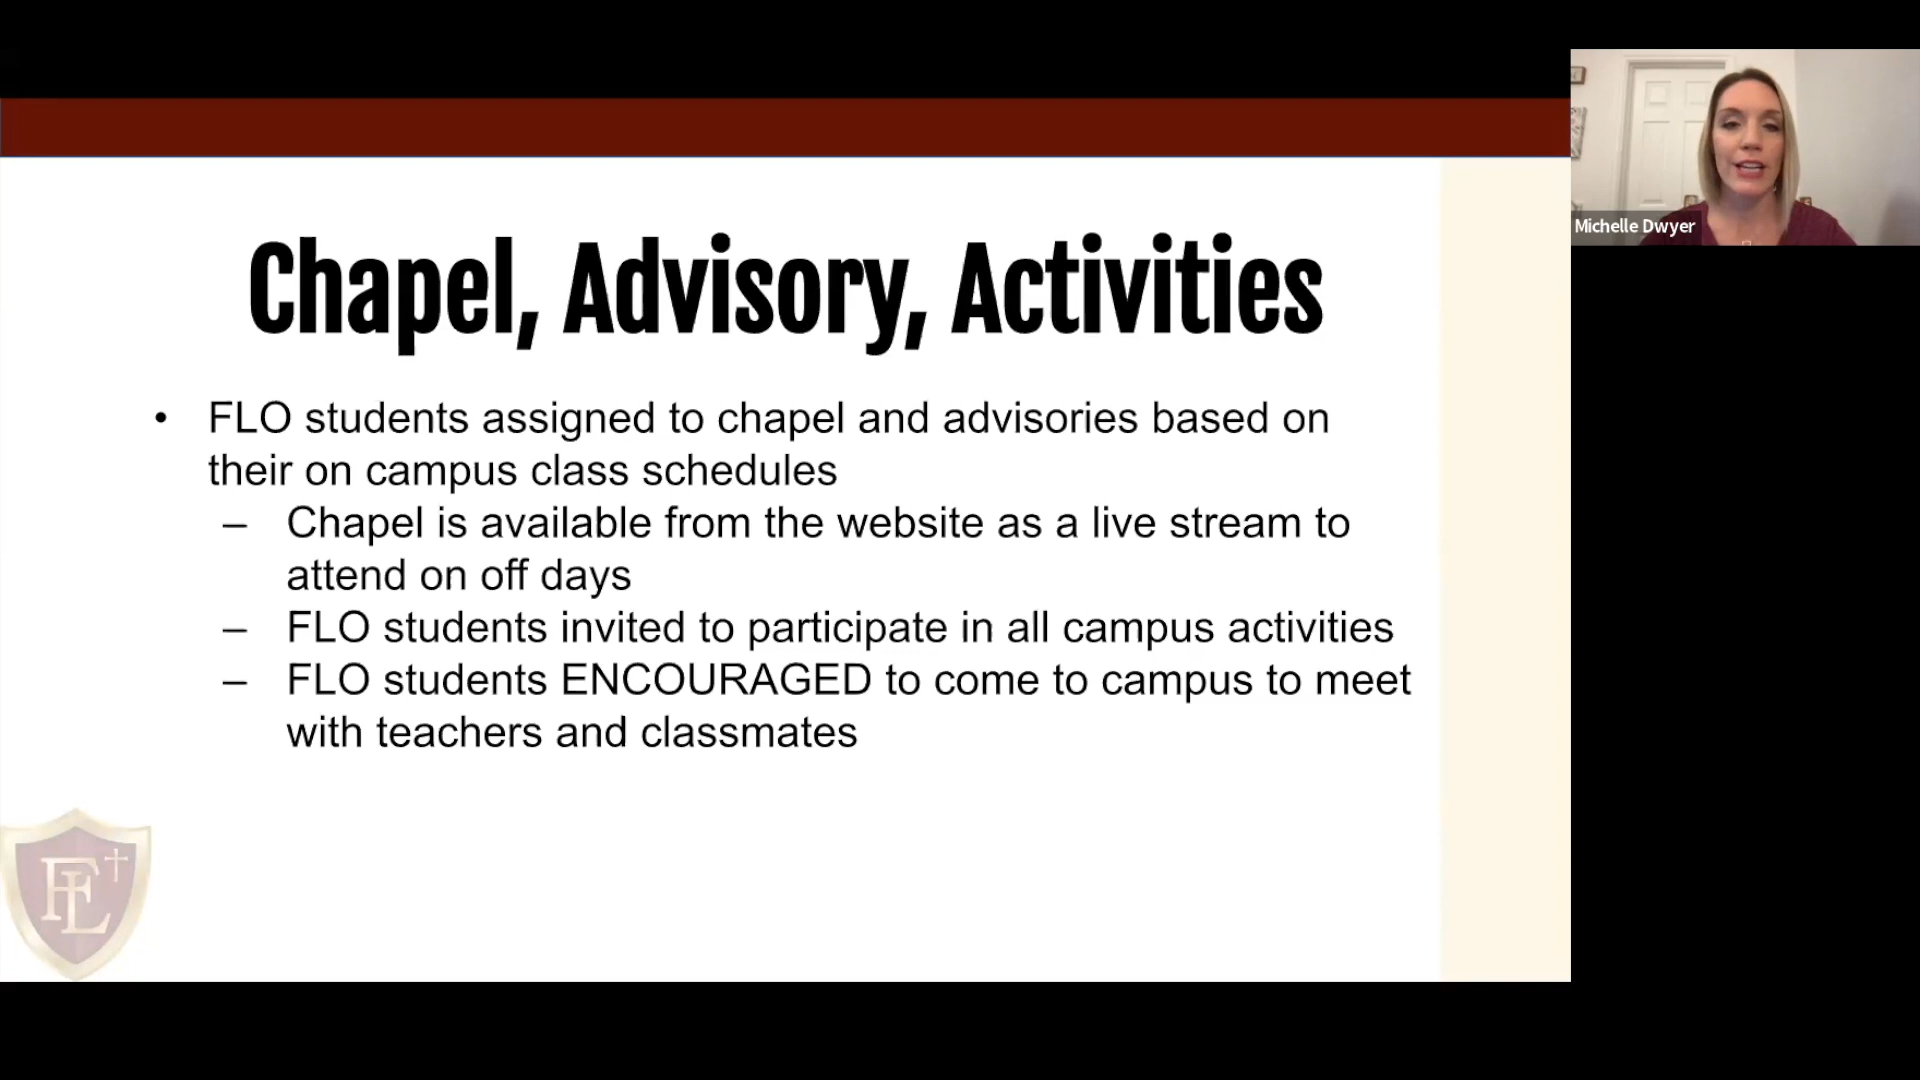 Chapel, Advisory, Activities
• FLO students assigned to chapel and advisories based on
their on campus class schedules
– Chapel is available from the website as a live stream to
attend on off days
– FLO students invited to participate in all campus activities
– FLO students ENCOURAGED to come to campus to meet
with teachers and classmates
FL
Michelle Dwyer